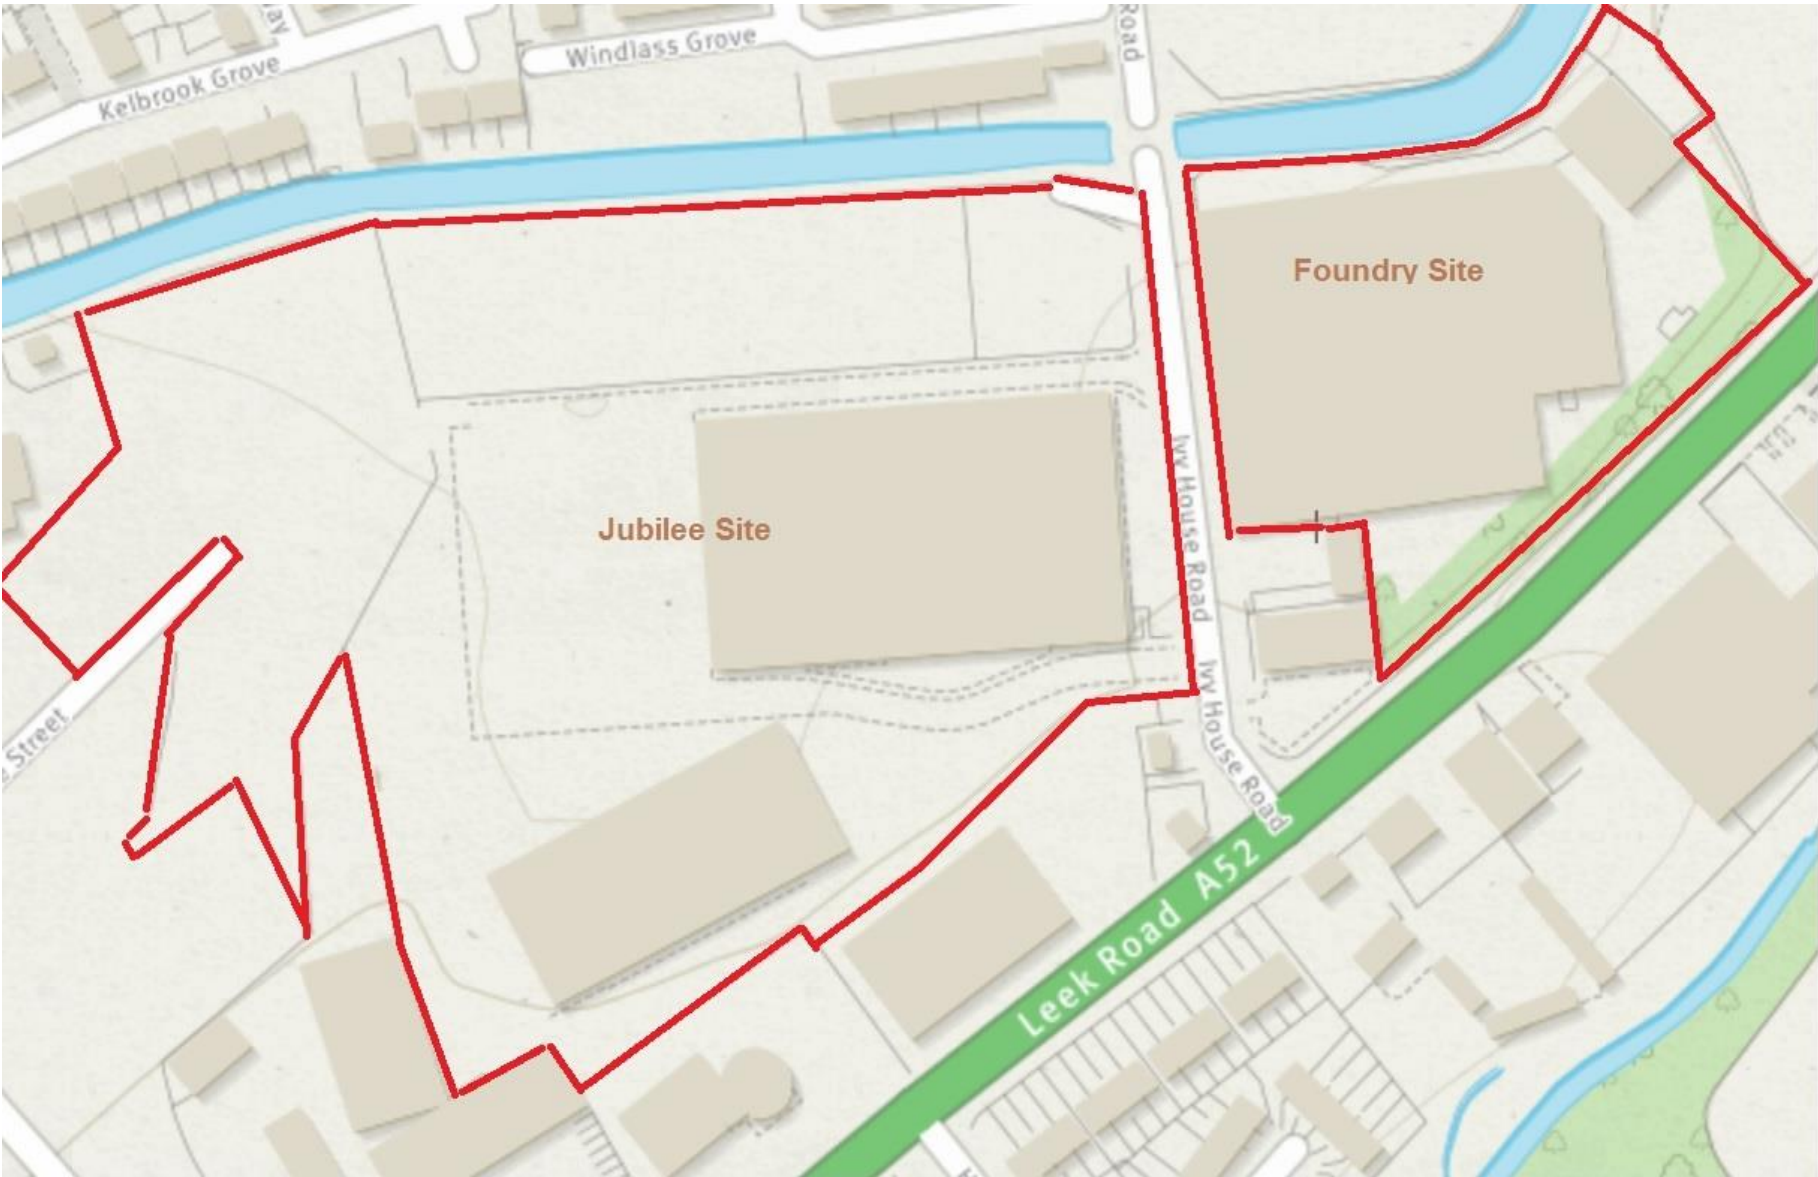 ay
Road
Windlass Grove
Kelbrook Grove
Foundry Site
Jubilee Site
Ivy House Road
Ivy House Road
Street
Leek Road A52